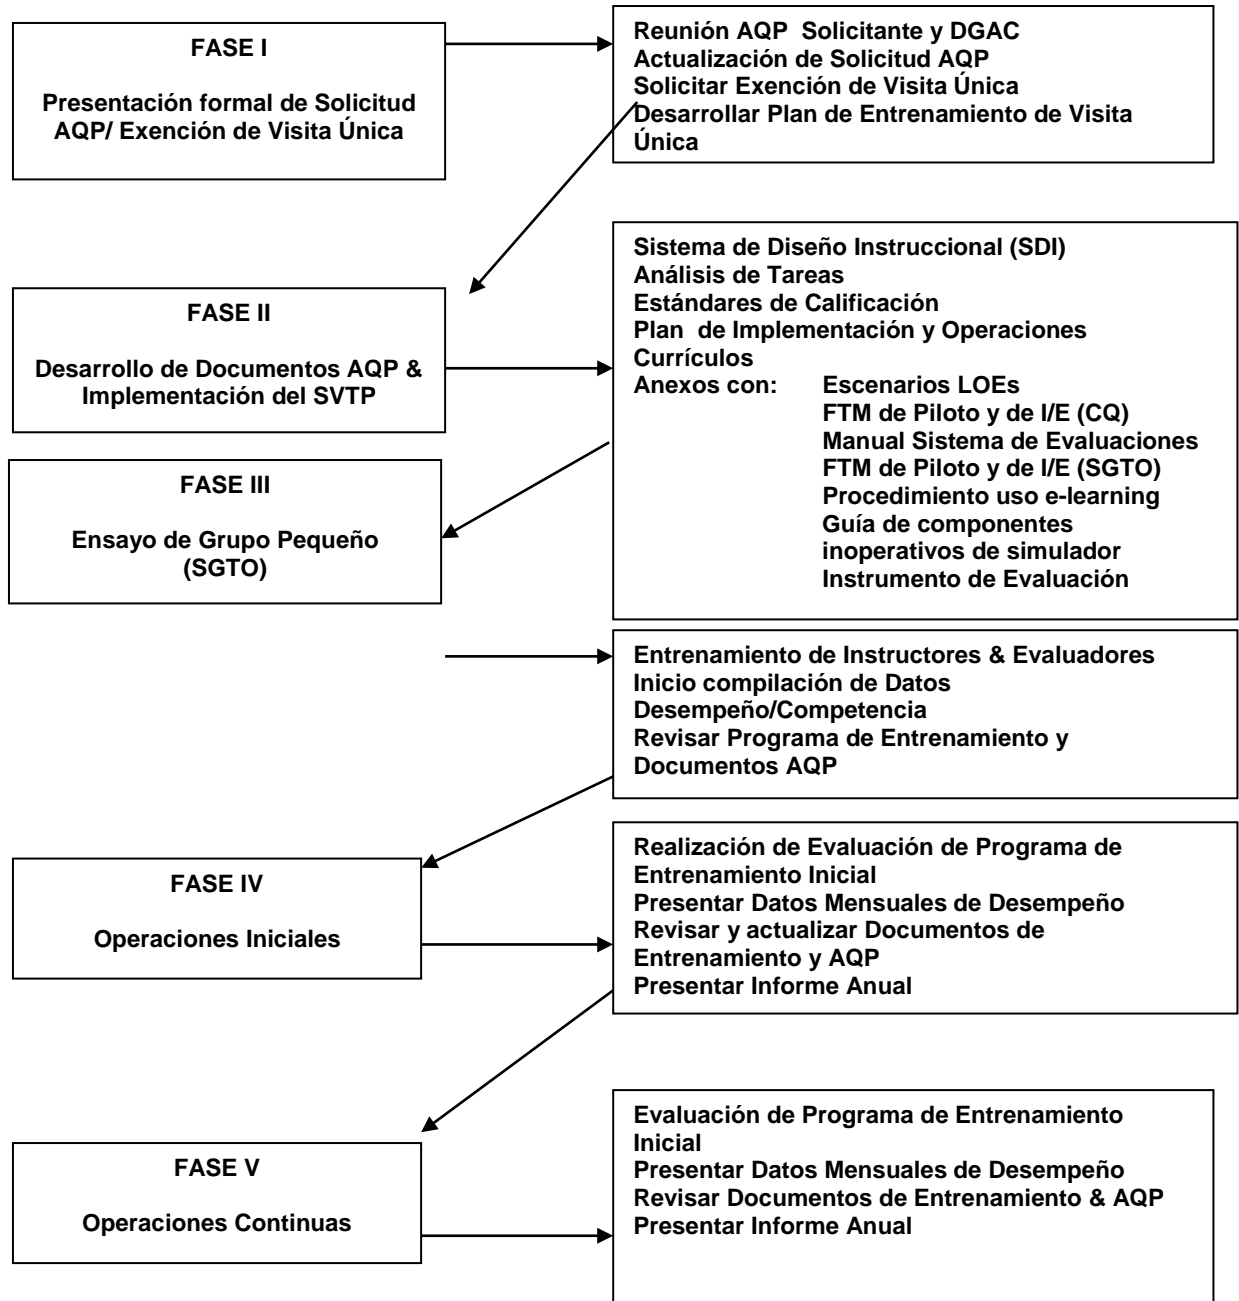 FASE I
Presentación formal de Solicitud
AQP/ Exención de Visita Única
Reunión AQP  Solicitante y DGAC
Actualización de Solicitud AQP
Solicitar Exención de Visita Única
Desarrollar Plan de Entrenamiento de Visita
Única
FASE II
Desarrollo de Documentos AQP &
Implementación del SVTP
Sistema de Diseño Instruccional (SDI)
Análisis de Tareas
Estándares de Calificación
Plan  de Implementación y Operaciones
Currículos
Anexos con: Escenarios LOEs
FTM de Piloto y de I/E (CQ)
Manual Sistema de Evaluaciones
FTM de Piloto y de I/E (SGTO)
Procedimiento uso e-learning
Guía de componentes
inoperativos de simulador
Instrumento de Evaluación
FASE III
Ensayo de Grupo Pequeño
(SGTO)
Entrenamiento de Instructores & Evaluadores
Inicio compilación de Datos
Desempeño/Competencia
Revisar Programa de Entrenamiento y
Documentos AQP
FASE IV
Operaciones Iniciales
Realización de Evaluación de Programa de
Entrenamiento Inicial
Presentar Datos Mensuales de Desempeño
Revisar y actualizar Documentos de
Entrenamiento y AQP
Presentar Informe Anual
FASE V
Operaciones Continuas
Evaluación de Programa de Entrenamiento
Inicial
Presentar Datos Mensuales de Desempeño
Revisar Documentos de Entrenamiento & AQP
Presentar Informe Anual